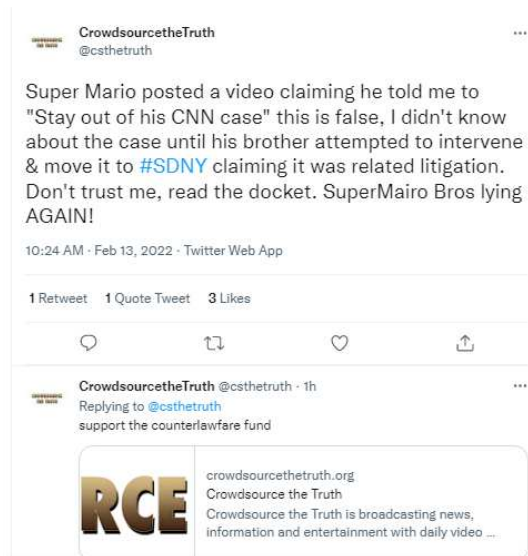 CrowdsourcetheTruth
@csthetruth
Super Mario posted a video claiming he told me to
"Stay out of his CNN case" this is false, I didn't know
about the case until his brother attempted to intervene
& move it to #SDNY claiming it was related litigation.
Don't trust me, read the docket. SuperMairo Bros lying
AGAIN!
10:24 AM · Feb 13, 2022 · Twitter Web App
1 Retweet 1 Quote Tweet 3 Likes
CrowdsourcetheTruth @csthetruth · 1h
Replying to @csthetruth
support the counterlawfare fund
RCE
crowdsourcethetruth.org
Crowdsource the Truth
Crowdsource the Truth is broadcasting news,
information and entertainment with daily video ...